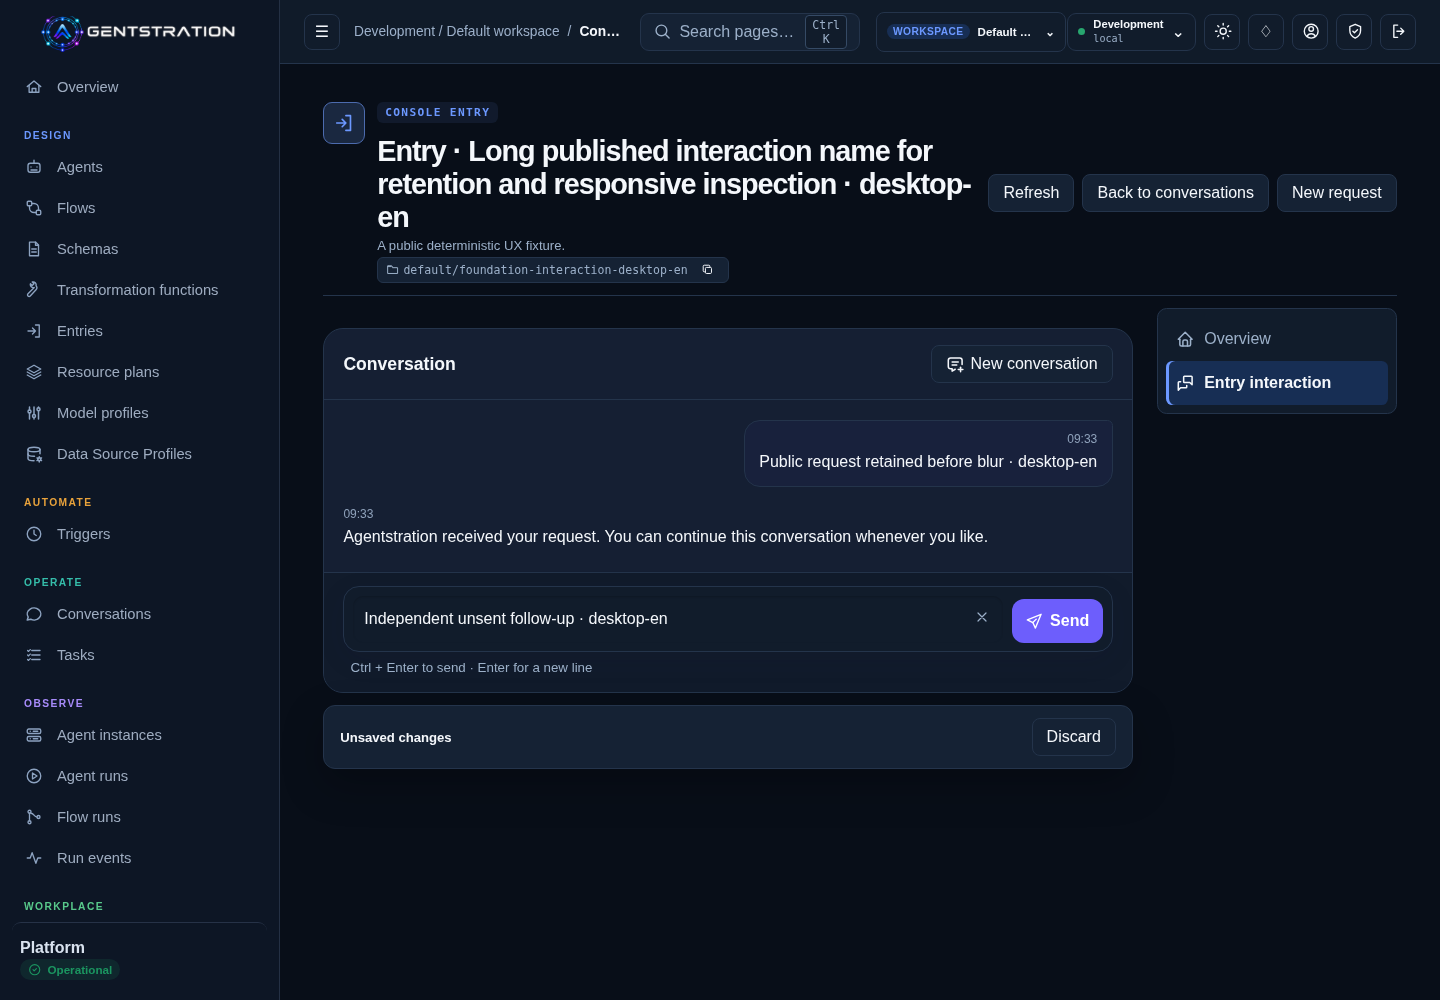 GENTSTRATION
☰
Development / Default workspace / Con…
Search pages…
Ctrl K
WORKSPACE Default …
Development
local
Overview
DESIGN
Agents
Flows
Schemas
Transformation functions
Entries
Resource plans
Model profiles
Data Source Profiles
AUTOMATE
Triggers
OPERATE
Conversations
Tasks
OBSERVE
Agent instances
Agent runs
Flow runs
Run events
WORKPLACE
Platform
Operational
CONSOLE ENTRY
Entry · Long published interaction name for
retention and responsive inspection · desktop-
en
A public deterministic UX fixture.
default/foundation-interaction-desktop-en
Refresh
Back to conversations
New request
Conversation
New conversation
09:33
Public request retained before blur · desktop-en
09:33
Agentstration received your request. You can continue this conversation whenever you like.
Independent unsent follow-up · desktop-en
Send
Ctrl + Enter to send · Enter for a new line
Unsaved changes
Discard
Overview
Entry interaction